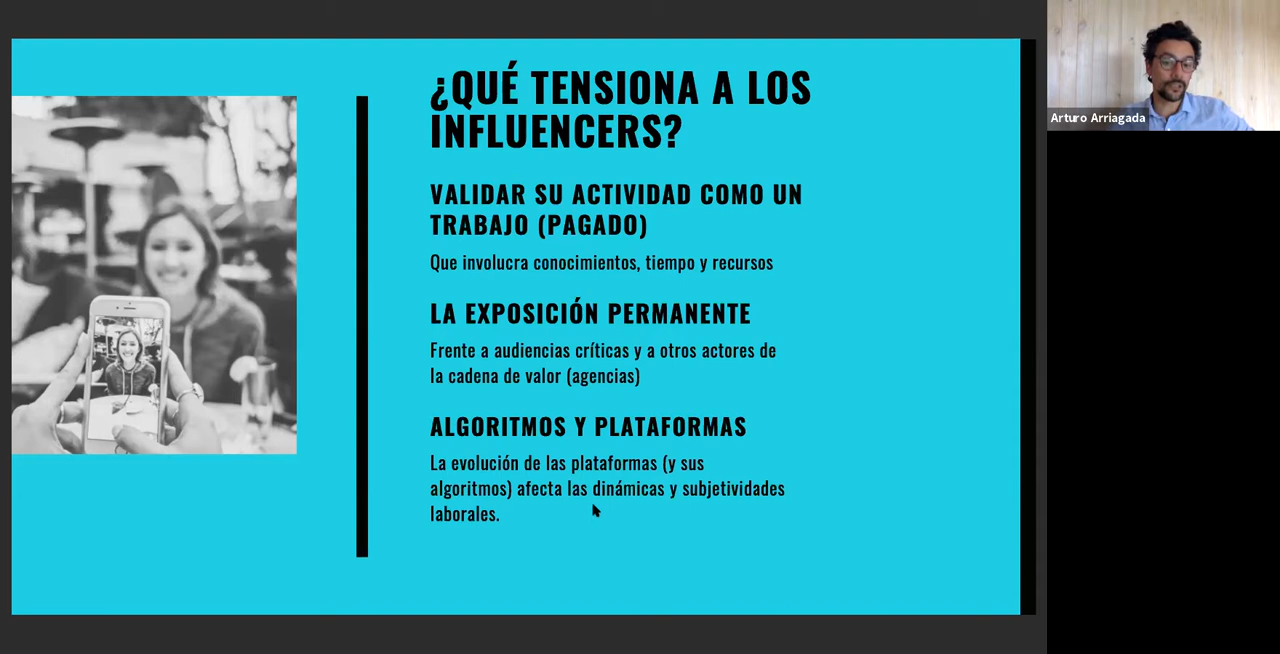 ¿QUÉ TENSIONA A LOS
INFLUENCERS?
VALIDAR SU ACTIVIDAD COMO UN
TRABAJO (PAGADO)
Que involucra conocimientos, tiempo y recursos
LA EXPOSICIÓN PERMANENTE
Frente a audiencias críticas y a otros actores de
la cadena de valor (agencias)
ALGORITMOS Y PLATAFORMAS
La evolución de las plataformas (y sus
algoritmos) afecta las dinámicas y subjetividades
laborales.
Arturo Arriagada